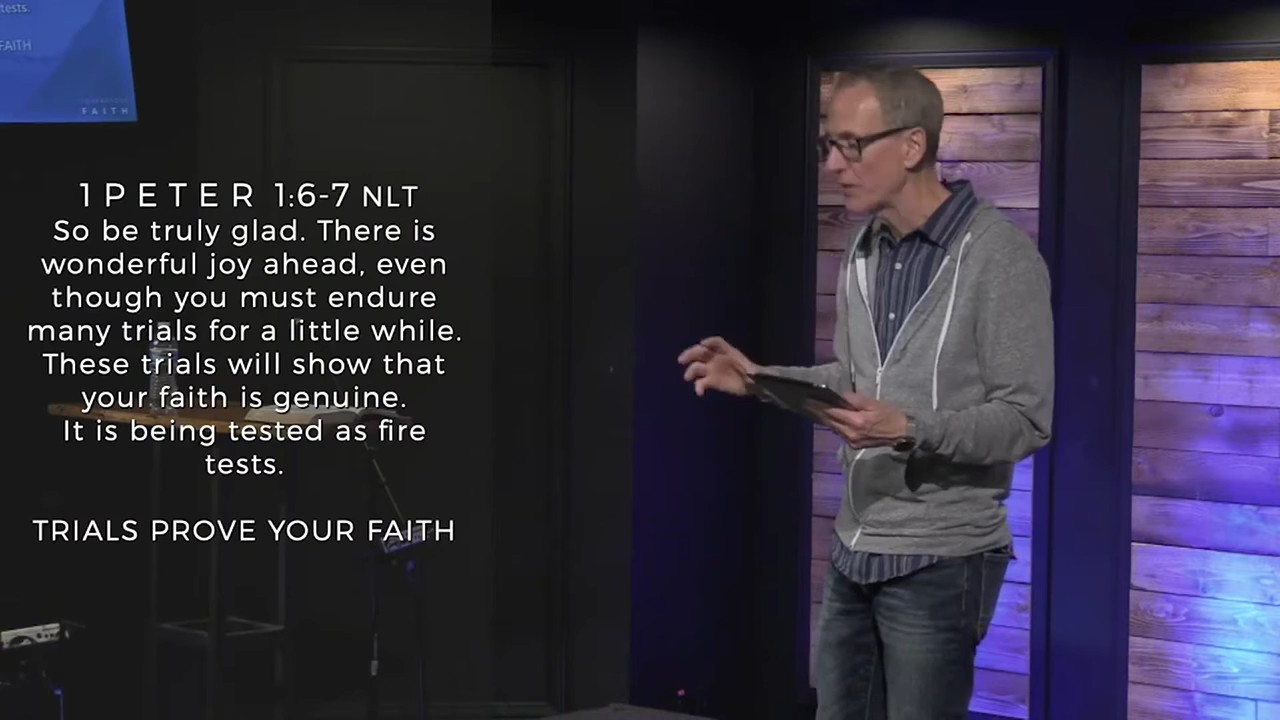 tests.
FAITH
FAITH
1 PETER 1:6-7 NLT
So be truly glad. There is
wonderful joy ahead, even
though you must endure
many trials for a little while.
These trials will show that
your faith is genuine.
It is being tested as fire
tests.
TRIALS PROVE YOUR FAITH